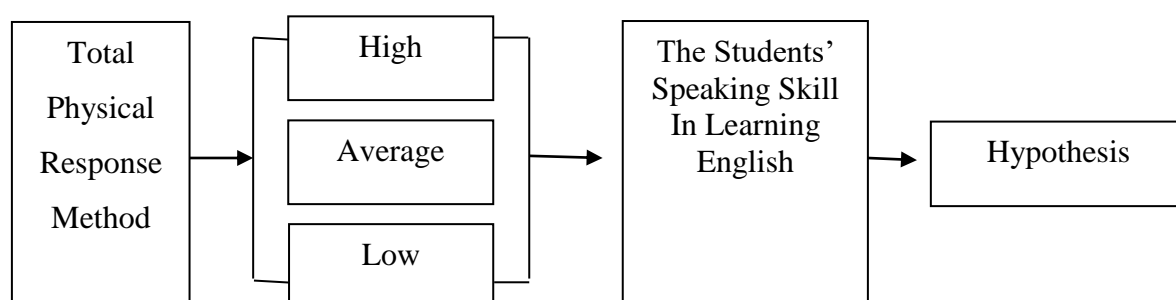 Total
Physical
Response
Method
High
Average
Low
The Students’
Speaking Skill
In Learning
English
Hypothesis